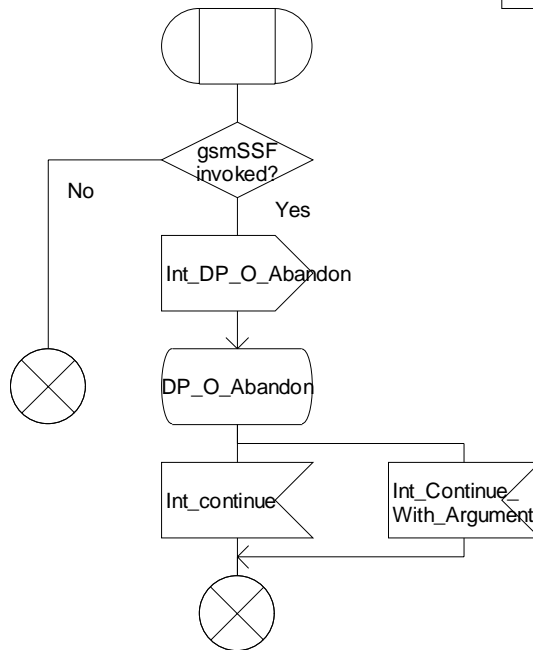 gsmSSF
invoked?
No
Yes
Int_DP_O_Abandon
DP_O_Abandon
Int_continue
Int_Continue_
With_Argument